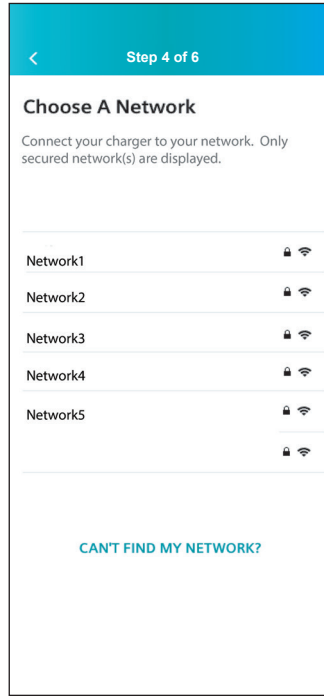 Step 4 of 6
Choose A Network
Connect your charger to your network. Only
secured network(s) are displayed.
Network1
Network2
Network3
Network4
Network5
CAN'T FIND MY NETWORK?